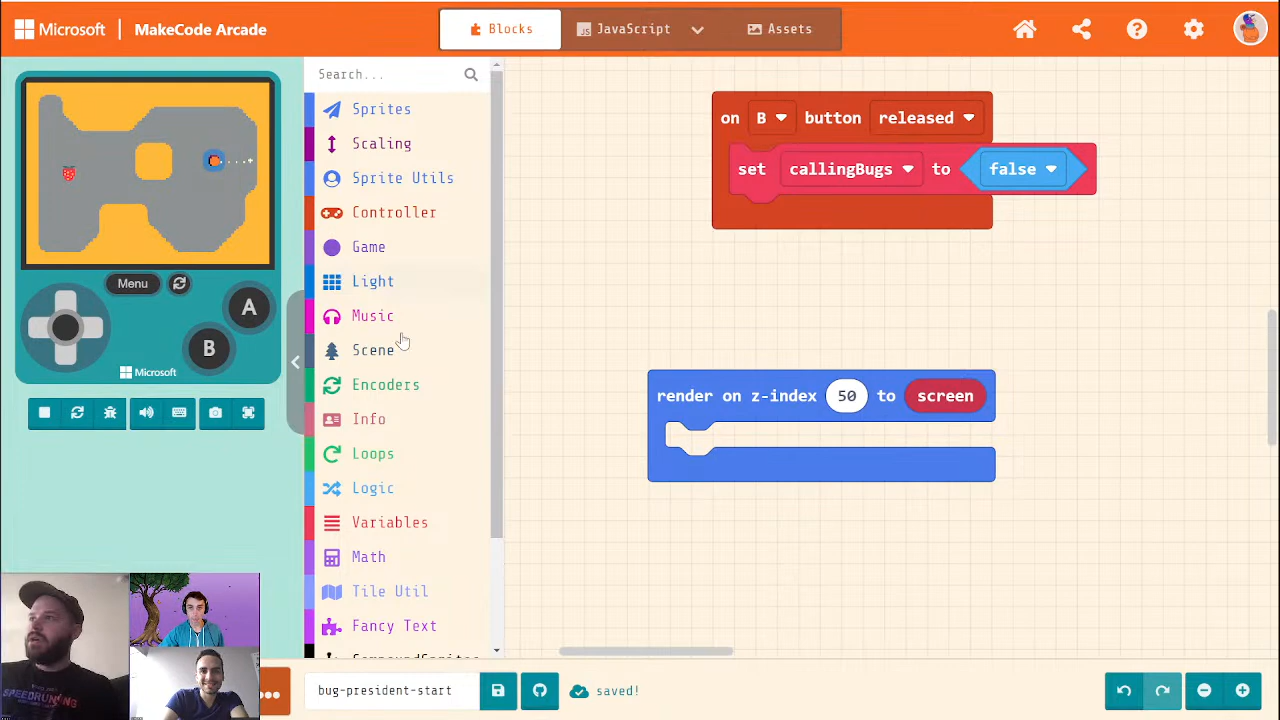 Microsoft
MakeCode Arcade
Blocks
JavaScript
Assets
Search...
Sprites
Scaling
Sprite Utils
Controller
Game
Light
Music
Scene
Encoders
Info
Loops
Logic
Variables
Math
Tile Util
Fancy Text
CompoundSprites
Menu
A
B
Microsoft
on B button released
set callingBugs to false
render on z-index 50 to screen
SPEEDRUNNING
bug-president-start
saved!